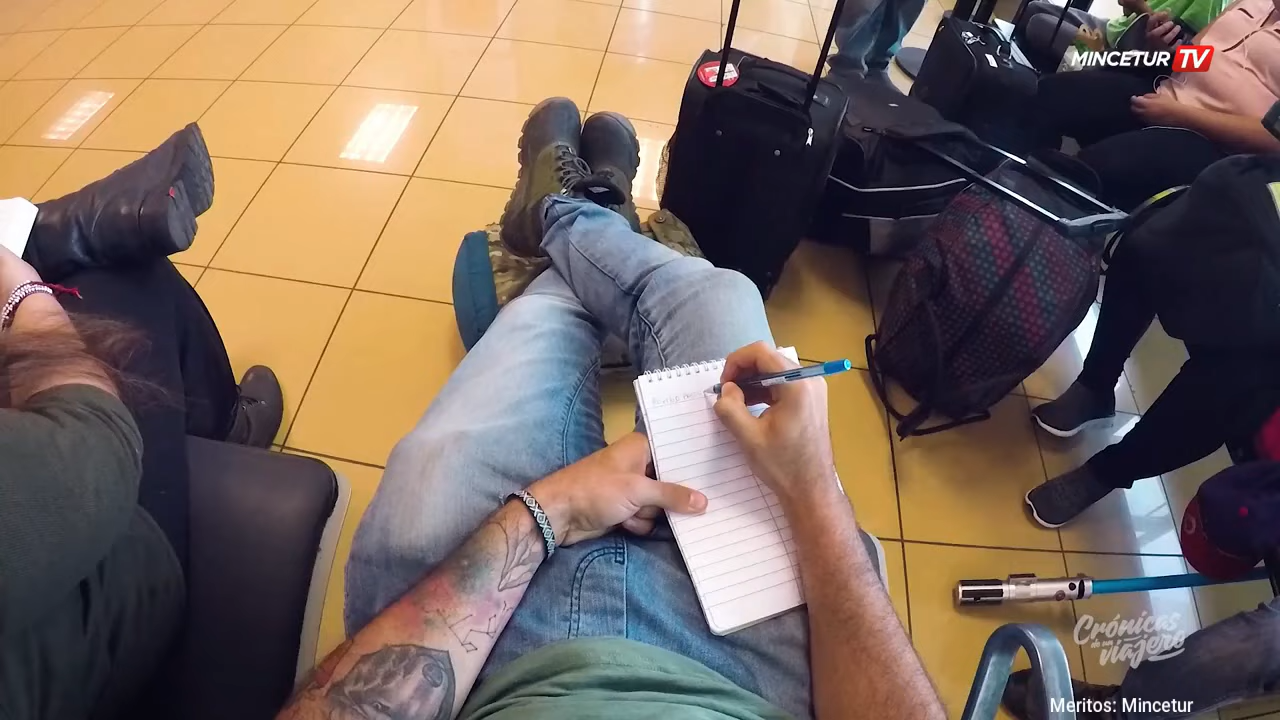 MINCETUR TV
Crónicas
de un
viajero
Meritos: Mincetur